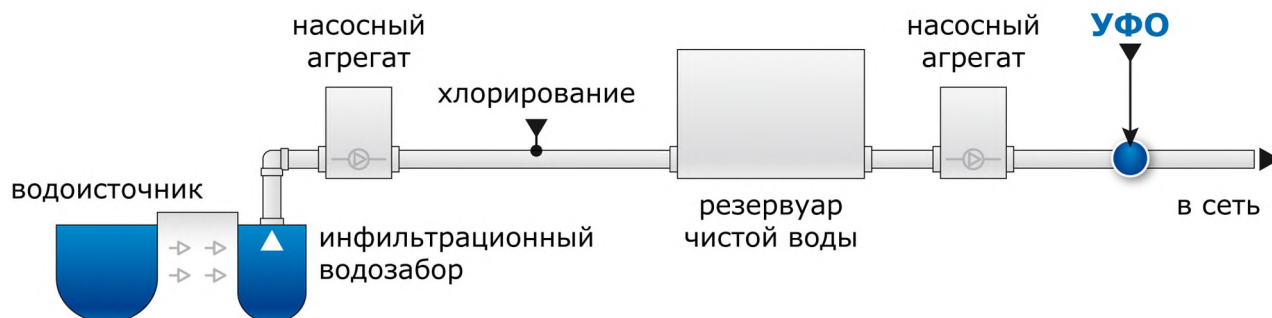 насосный
агрегат
хлорирование
насосный
агрегат
УФО
водоисточник
инфильтрационный
водозабор
резервуар
чистой воды
в сеть